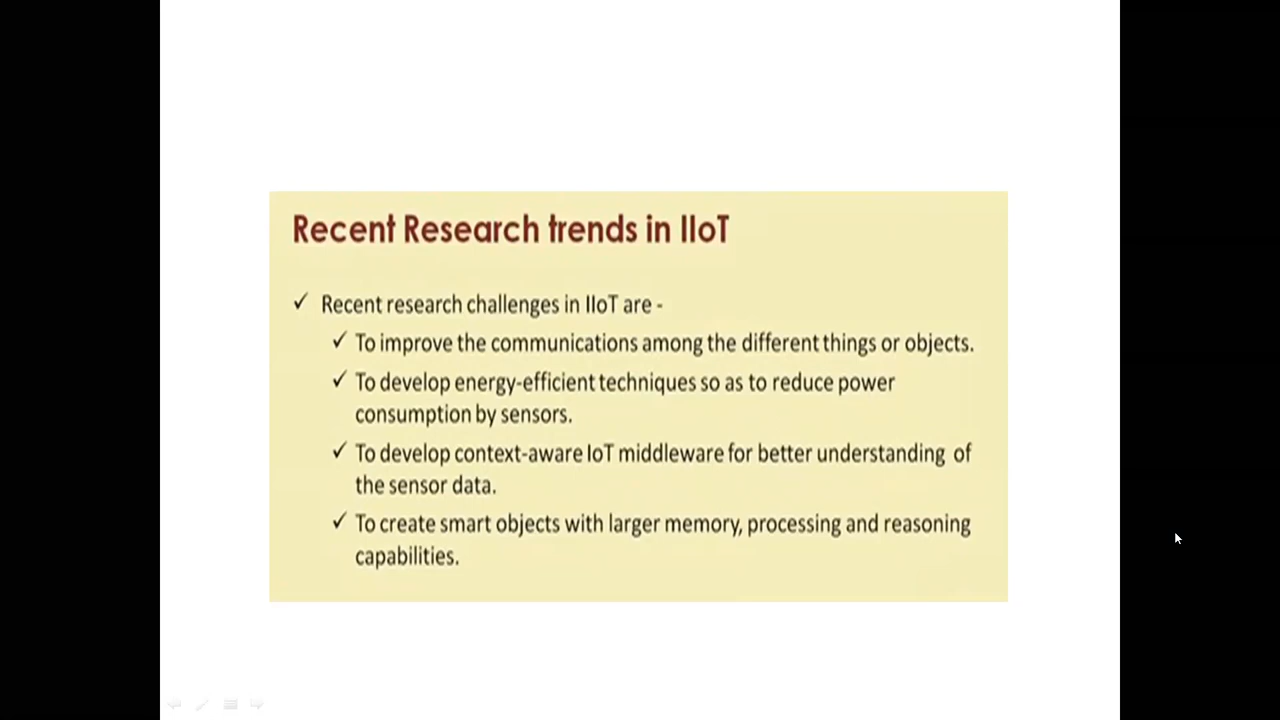 Recent Research trends in IIoT
✓ Recent research challenges in IIoT are -
✓ To improve the communications among the different things or objects.
✓ To develop energy-efficient techniques so as to reduce power
consumption by sensors.
✓ To develop context-aware IoT middleware for better understanding of
the sensor data.
✓ To create smart objects with larger memory, processing and reasoning
capabilities.